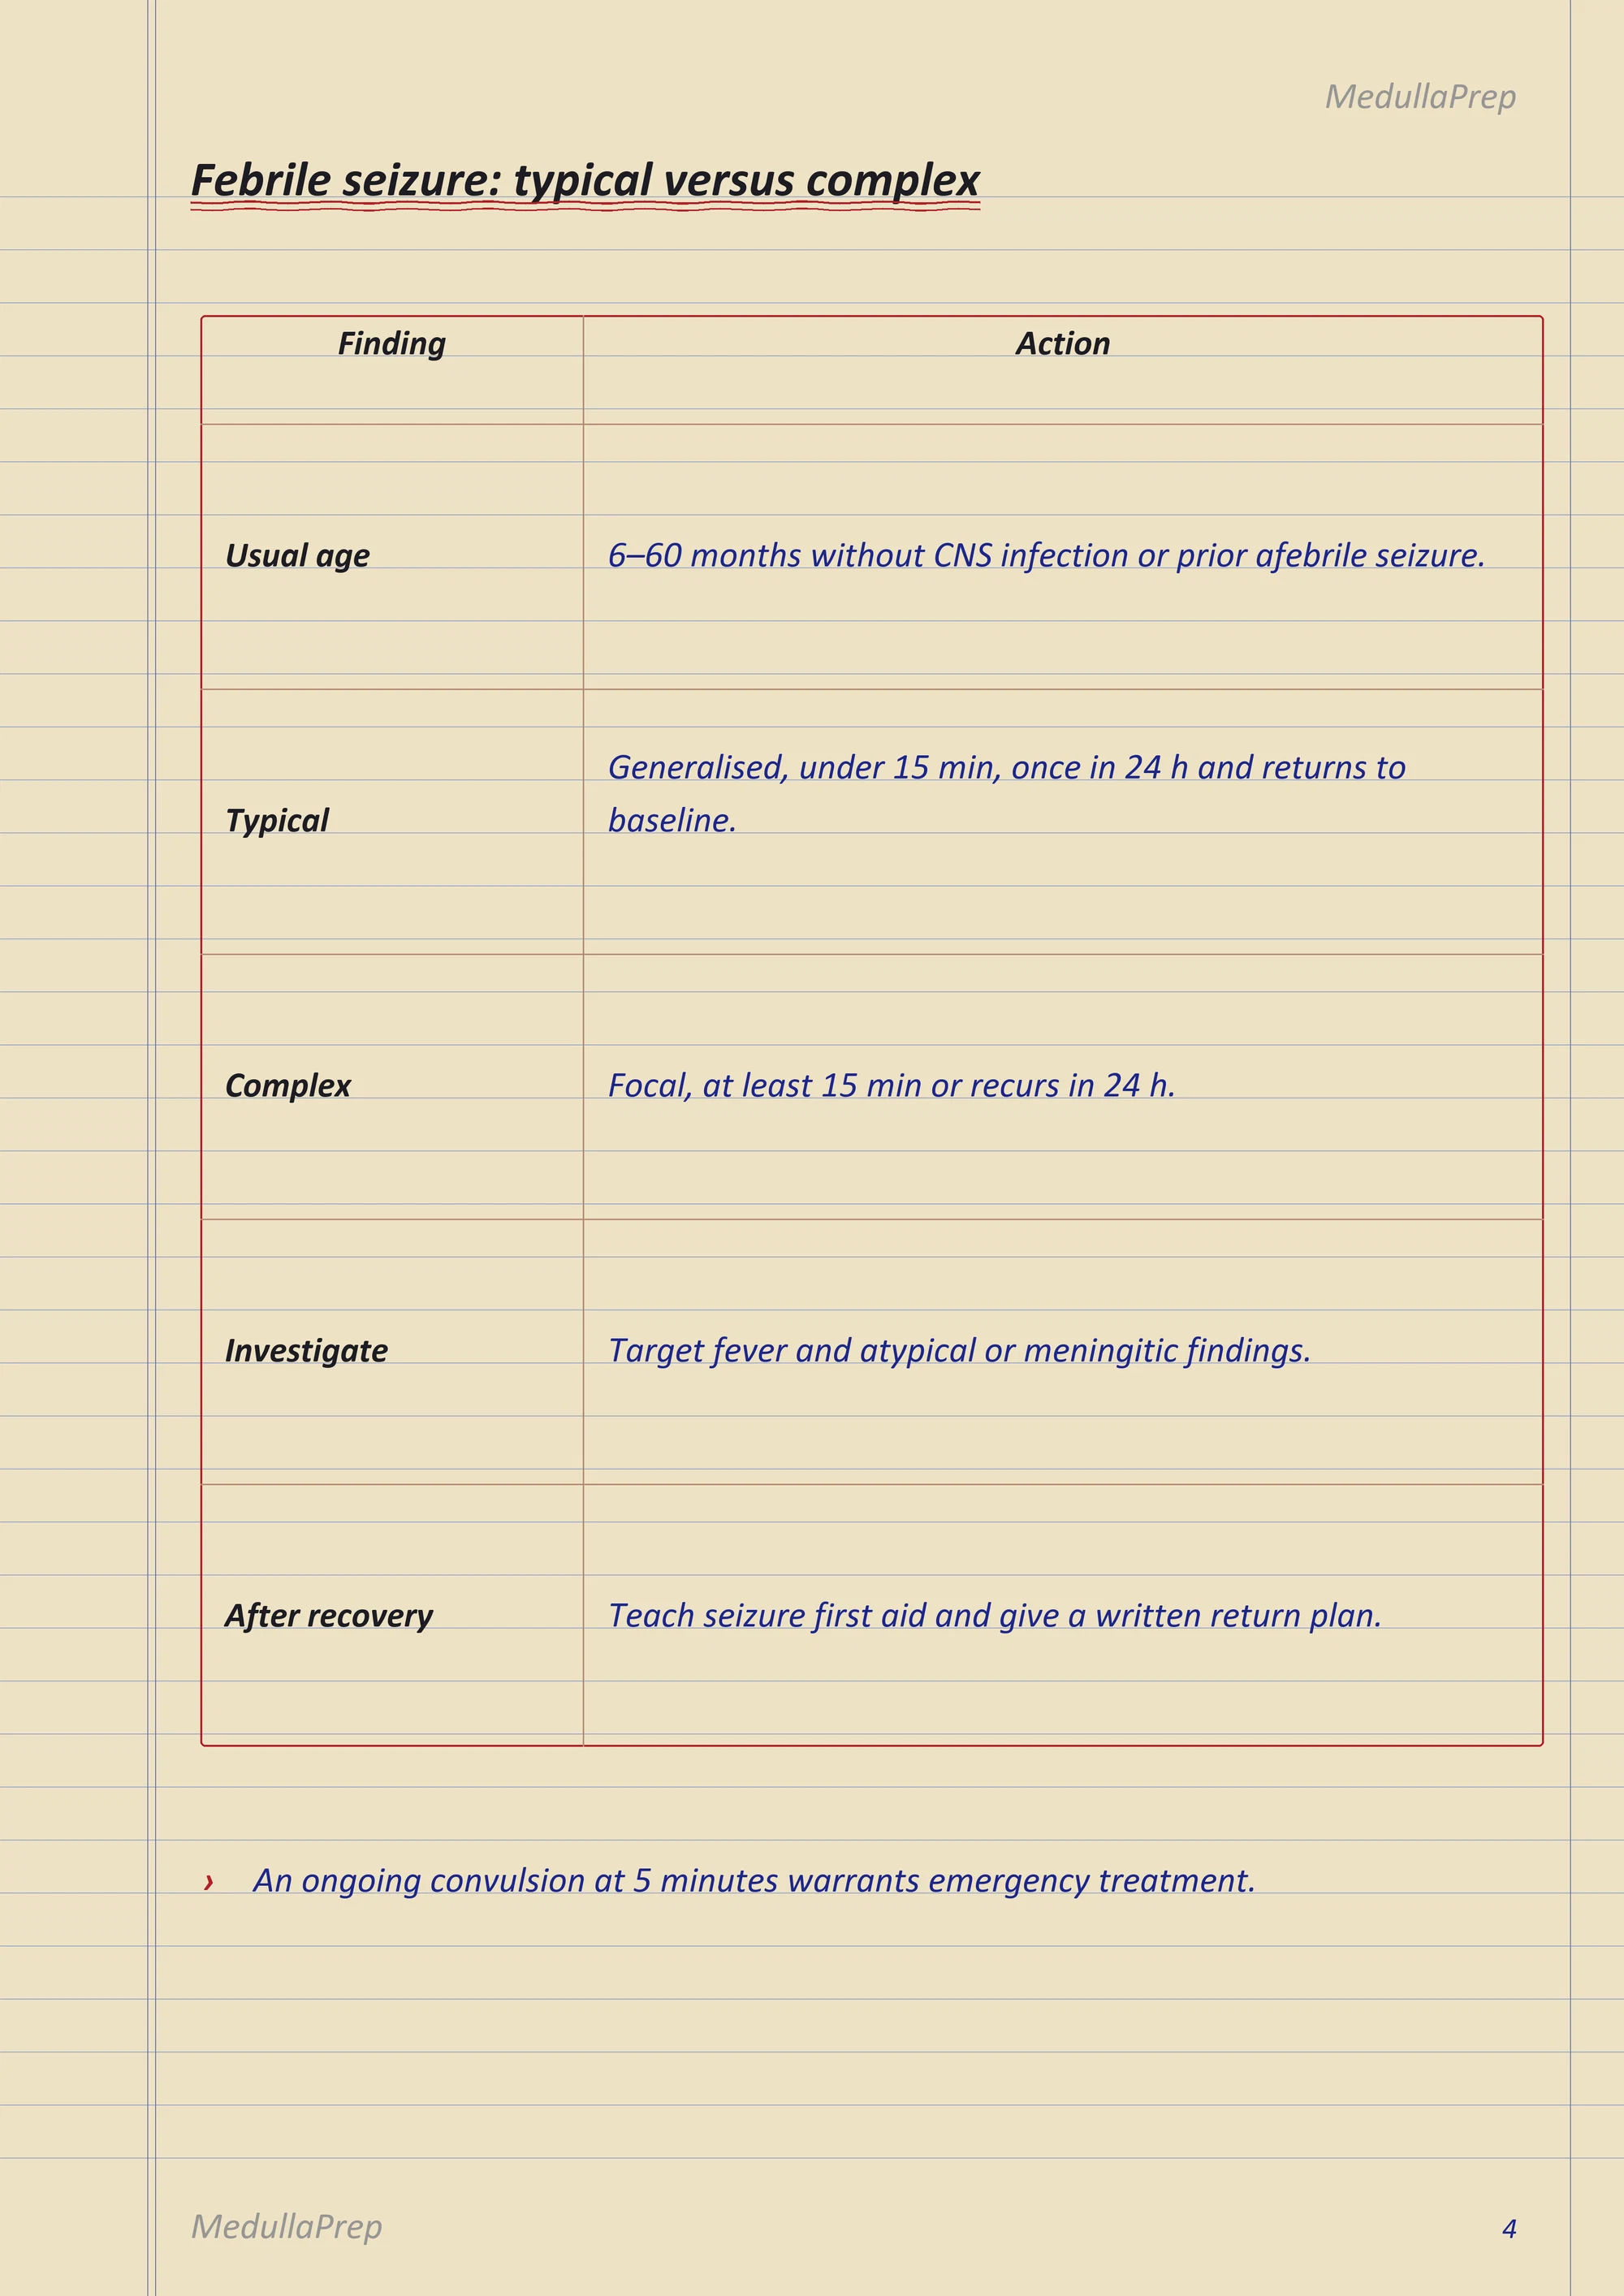 MedullaPrep
Febrile seizure: typical versus complex
Finding Action
Usual age 6–60 months without CNS infection or prior afebrile seizure.
Generalised, under 15 min, once in 24 h and returns to
Typical baseline.
Complex Focal, at least 15 min or recurs in 24 h.
Investigate Target fever and atypical or meningitic findings.
After recovery Teach seizure first aid and give a written return plan.
› An ongoing convulsion at 5 minutes warrants emergency treatment.
MedullaPrep 4